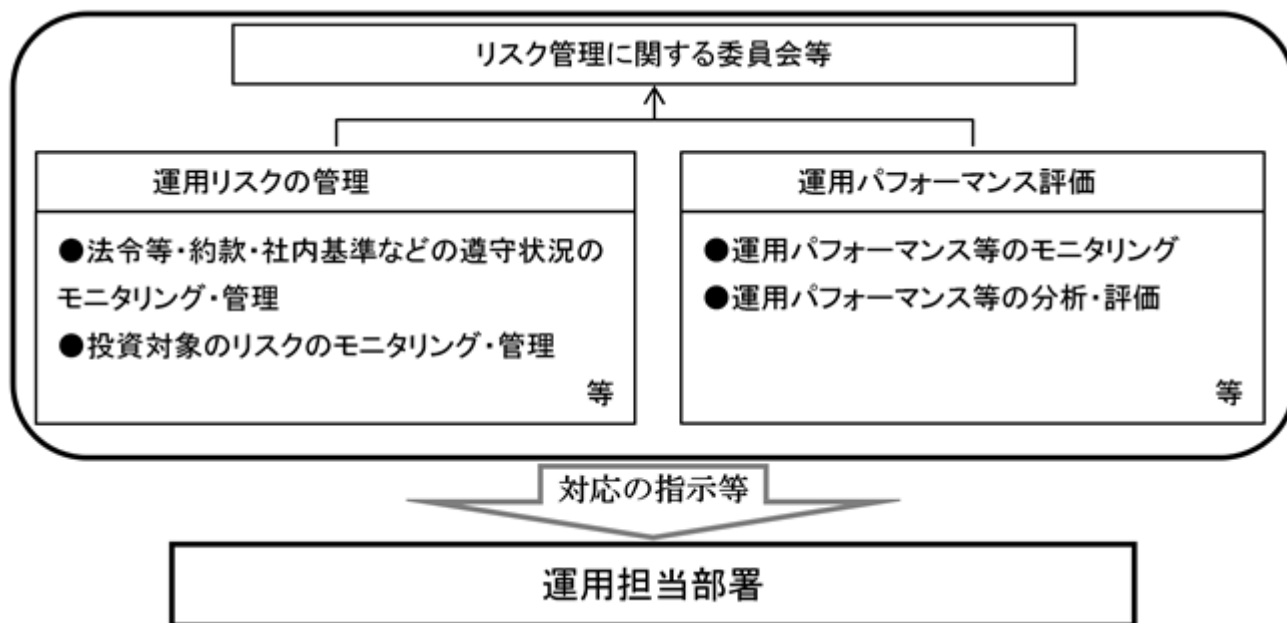 リスク管理に関する委員会等
運用リスクの管理
●法令等・約款・社内基準などの遵守状況の
モニタリング・管理
●投資対象のリスクのモニタリング・管理
等
運用パフォーマンス評価
●運用パフォーマンス等のモニタリング
●運用パフォーマンス等の分析・評価
等
対応の指示等
運用担当部署